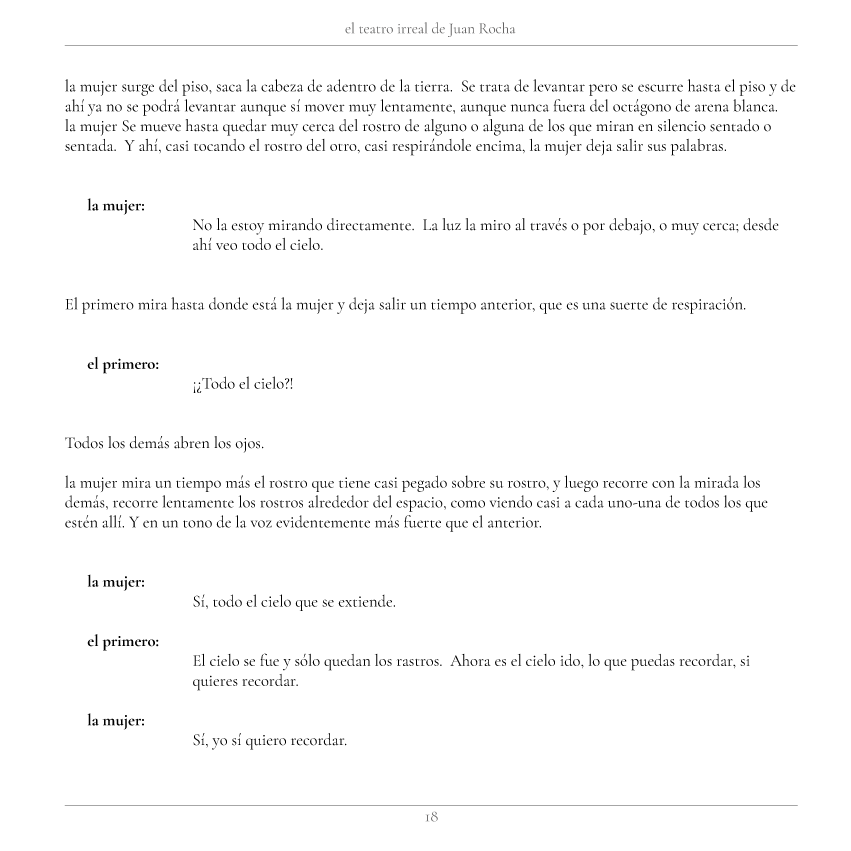 el teatro irreal de Juan Rocha
la mujer surge del piso, saca la cabeza de adentro de la tierra.  Se trata de levantar pero se escurre hasta el piso y de
ahí ya no se podrá levantar aunque sí mover muy lentamente, aunque nunca fuera del octágono de arena blanca.
la mujer Se mueve hasta quedar muy cerca del rostro de alguno o alguna de los que miran en silencio sentado o
sentada.  Y ahí, casi tocando el rostro del otro, casi respirándole encima, la mujer deja salir sus palabras.
la mujer:
No la estoy mirando directamente.  La luz la miro al través o por debajo, o muy cerca; desde
ahí veo todo el cielo.
El primero mira hasta donde está la mujer y deja salir un tiempo anterior, que es una suerte de respiración.
el primero:
¡¿Todo el cielo?!
Todos los demás abren los ojos.
la mujer mira un tiempo más el rostro que tiene casi pegado sobre su rostro, y luego recorre con la mirada los
demás, recorre lentamente los rostros alrededor del espacio, como viendo casi a cada uno-una de todos los que
estén allí. Y en un tono de la voz evidentemente más fuerte que el anterior.
la mujer:
Sí, todo el cielo que se extiende.
el primero:
El cielo se fue y sólo quedan los rastros.  Ahora es el cielo ido, lo que puedas recordar, si
quieres recordar.
la mujer:
Sí, yo sí quiero recordar.
18